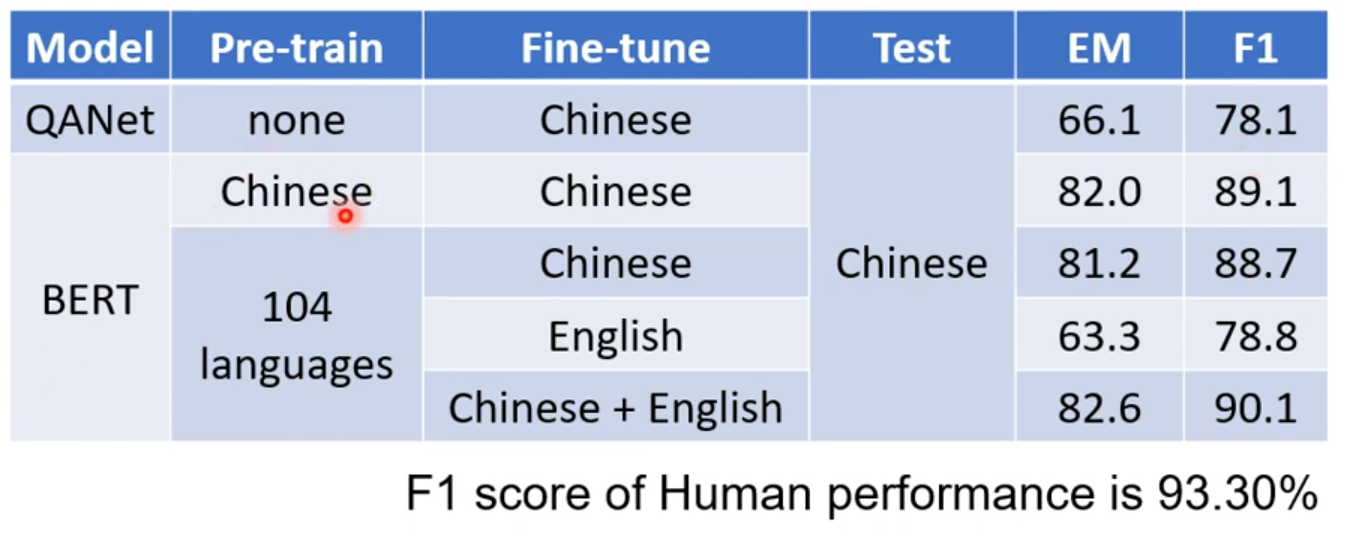 Model Pre-train Fine-tune Test EM F1
QANet none Chinese 66.1 78.1
Chinese Chinese 82.0 89.1
BERT 104 languages Chinese Chinese 81.2 88.7
English 63.3 78.8
Chinese + English 82.6 90.1
F1 score of Human performance is 93.30%